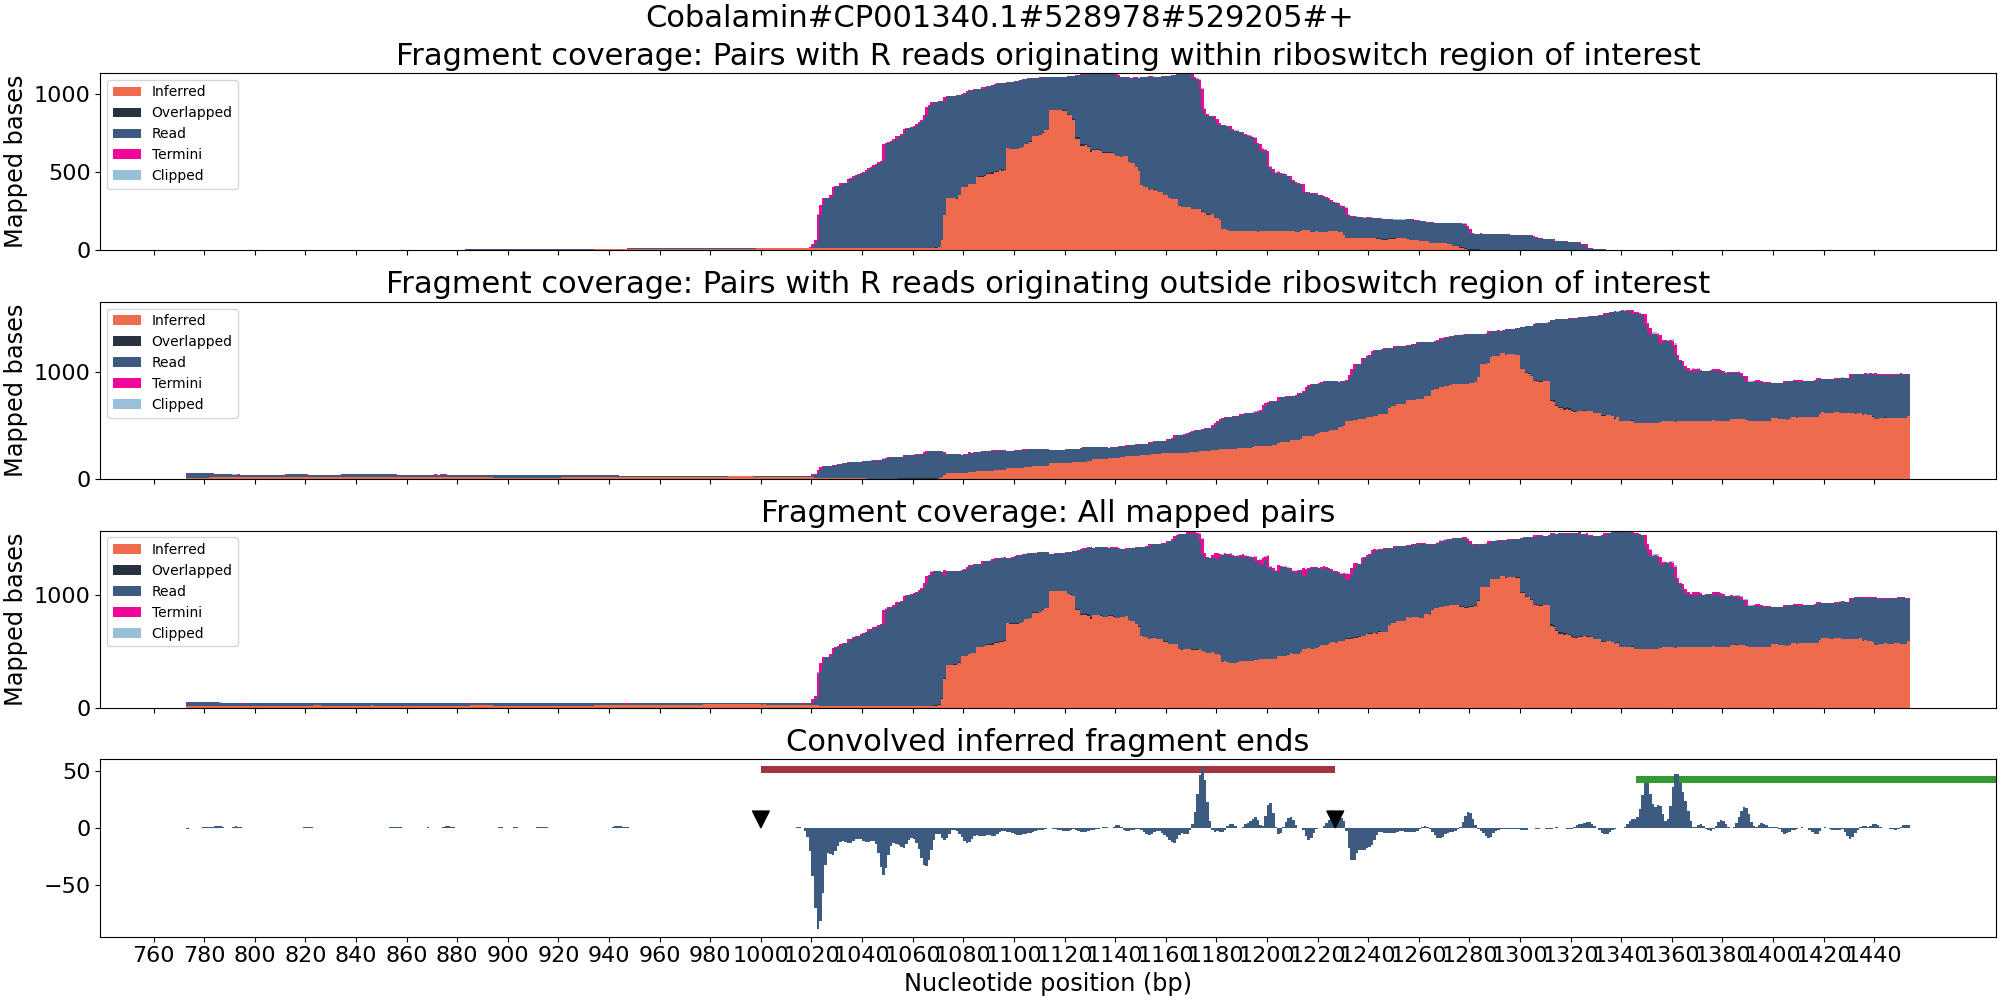 Cobalamin#CP001340.1#528978#529205#+
Fragment coverage: Pairs with R reads originating within riboswitch region of interest
Mapped bases
1000
500
0
Inferred
Overlapped
Read
Termini
Clipped
Fragment coverage: Pairs with R reads originating outside riboswitch region of interest
Mapped bases
1000
0
Inferred
Overlapped
Read
Termini
Clipped
Fragment coverage: All mapped pairs
Mapped bases
1000
0
Inferred
Overlapped
Read
Termini
Clipped
Convolved inferred fragment ends
50
0
−50
760 780 800 820 840 860 880 900 920 940 960 980 1000 1020 1040 1060 1080 1100 1120 1140 1160 1180 1200 1220 1240 1260 1280 1300 1320 1340 1360 1380 1400 1420 1440
Nucleotide position (bp)